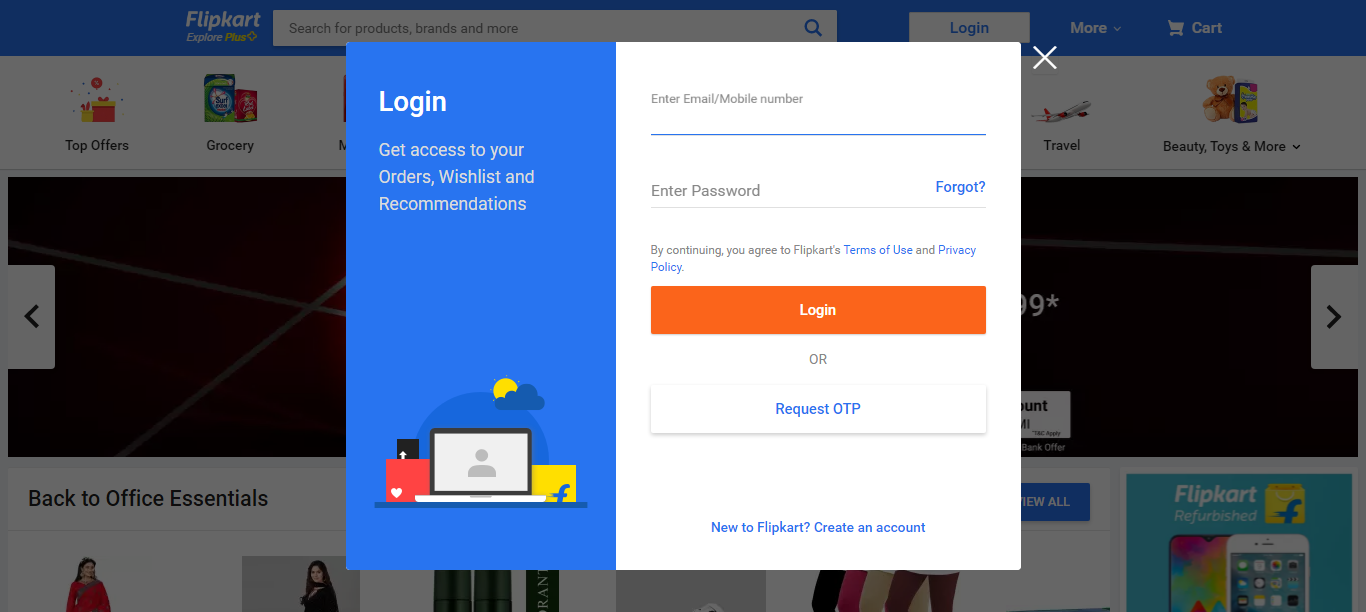 Flipkart
Explore Plus
Search for products, brands and more
Login
More
Cart
Top Offers
Grocery
M
Travel
Beauty, Toys & More
Login
Get access to your
Orders, Wishlist and
Recommendations
Enter Email/Mobile number
Enter Password
Forgot?
By continuing, you agree to Flipkart's Terms of Use and Privacy
Policy.
Login
OR
Request OTP
New to Flipkart? Create an account
99*
ount
MI
*T&C Apply
Bank Offer
Back to Office Essentials
VIEW ALL
Flipkart
Refurbished
RANT